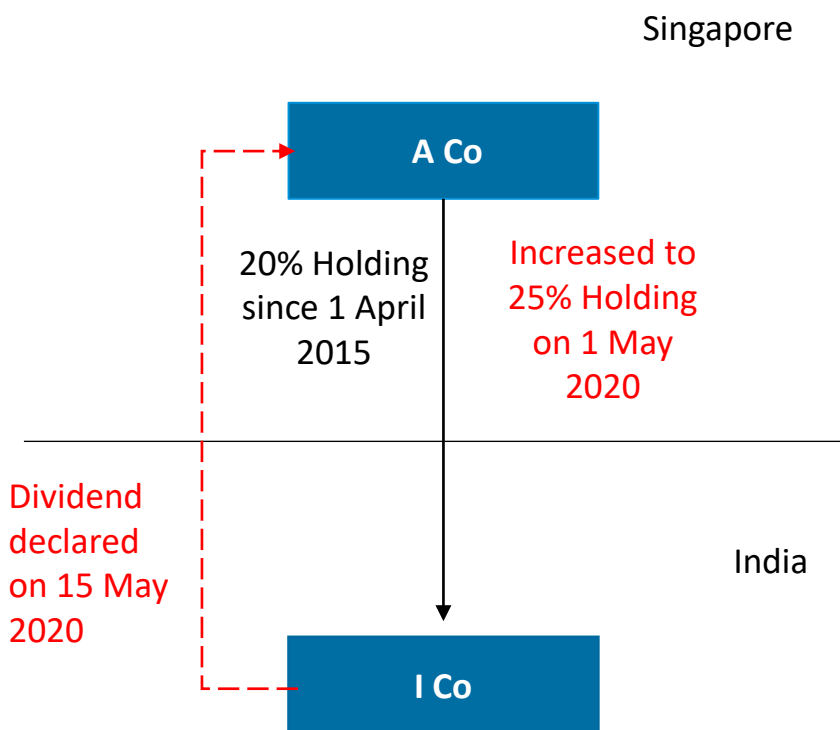 Singapore
A Co
20% Holding
since 1 April
2015
Increased to
25% Holding
on 1 May
2020
Dividend
declared
on 15 May
2020
India
I Co